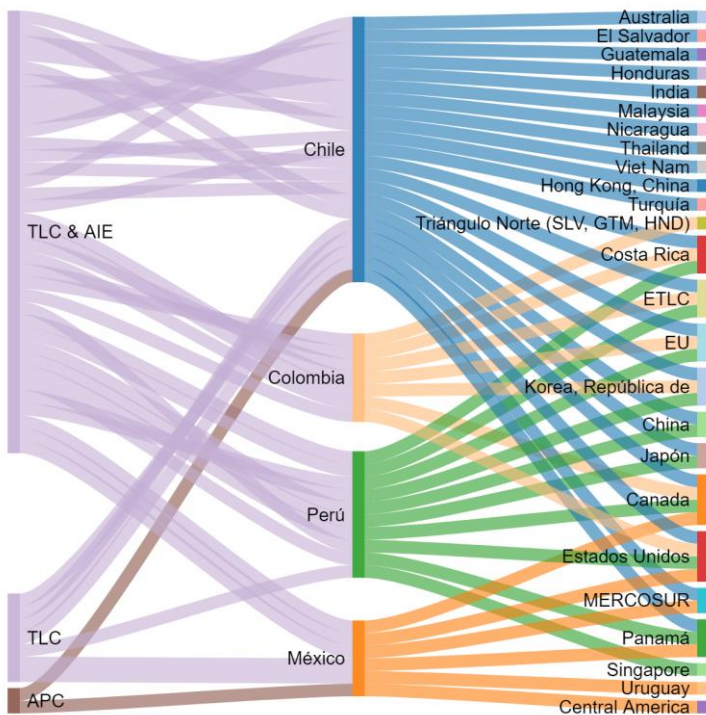 TLC & AIE
TLC
APC
Chile
Colombia
Perú
México
Australia
El Salvador
Guatemala
Honduras
India
Malaysia
Nicaragua
Thailand
Viet Nam
Hong Kong, China
Turquía
Triángulo Norte (SLV, GTM, HND)
Costa Rica
ETLC
EU
Korea, República de
China
Japón
Canada
Estados Unidos
MERCOSUR
Panamá
Singapore
Uruguay
Central America